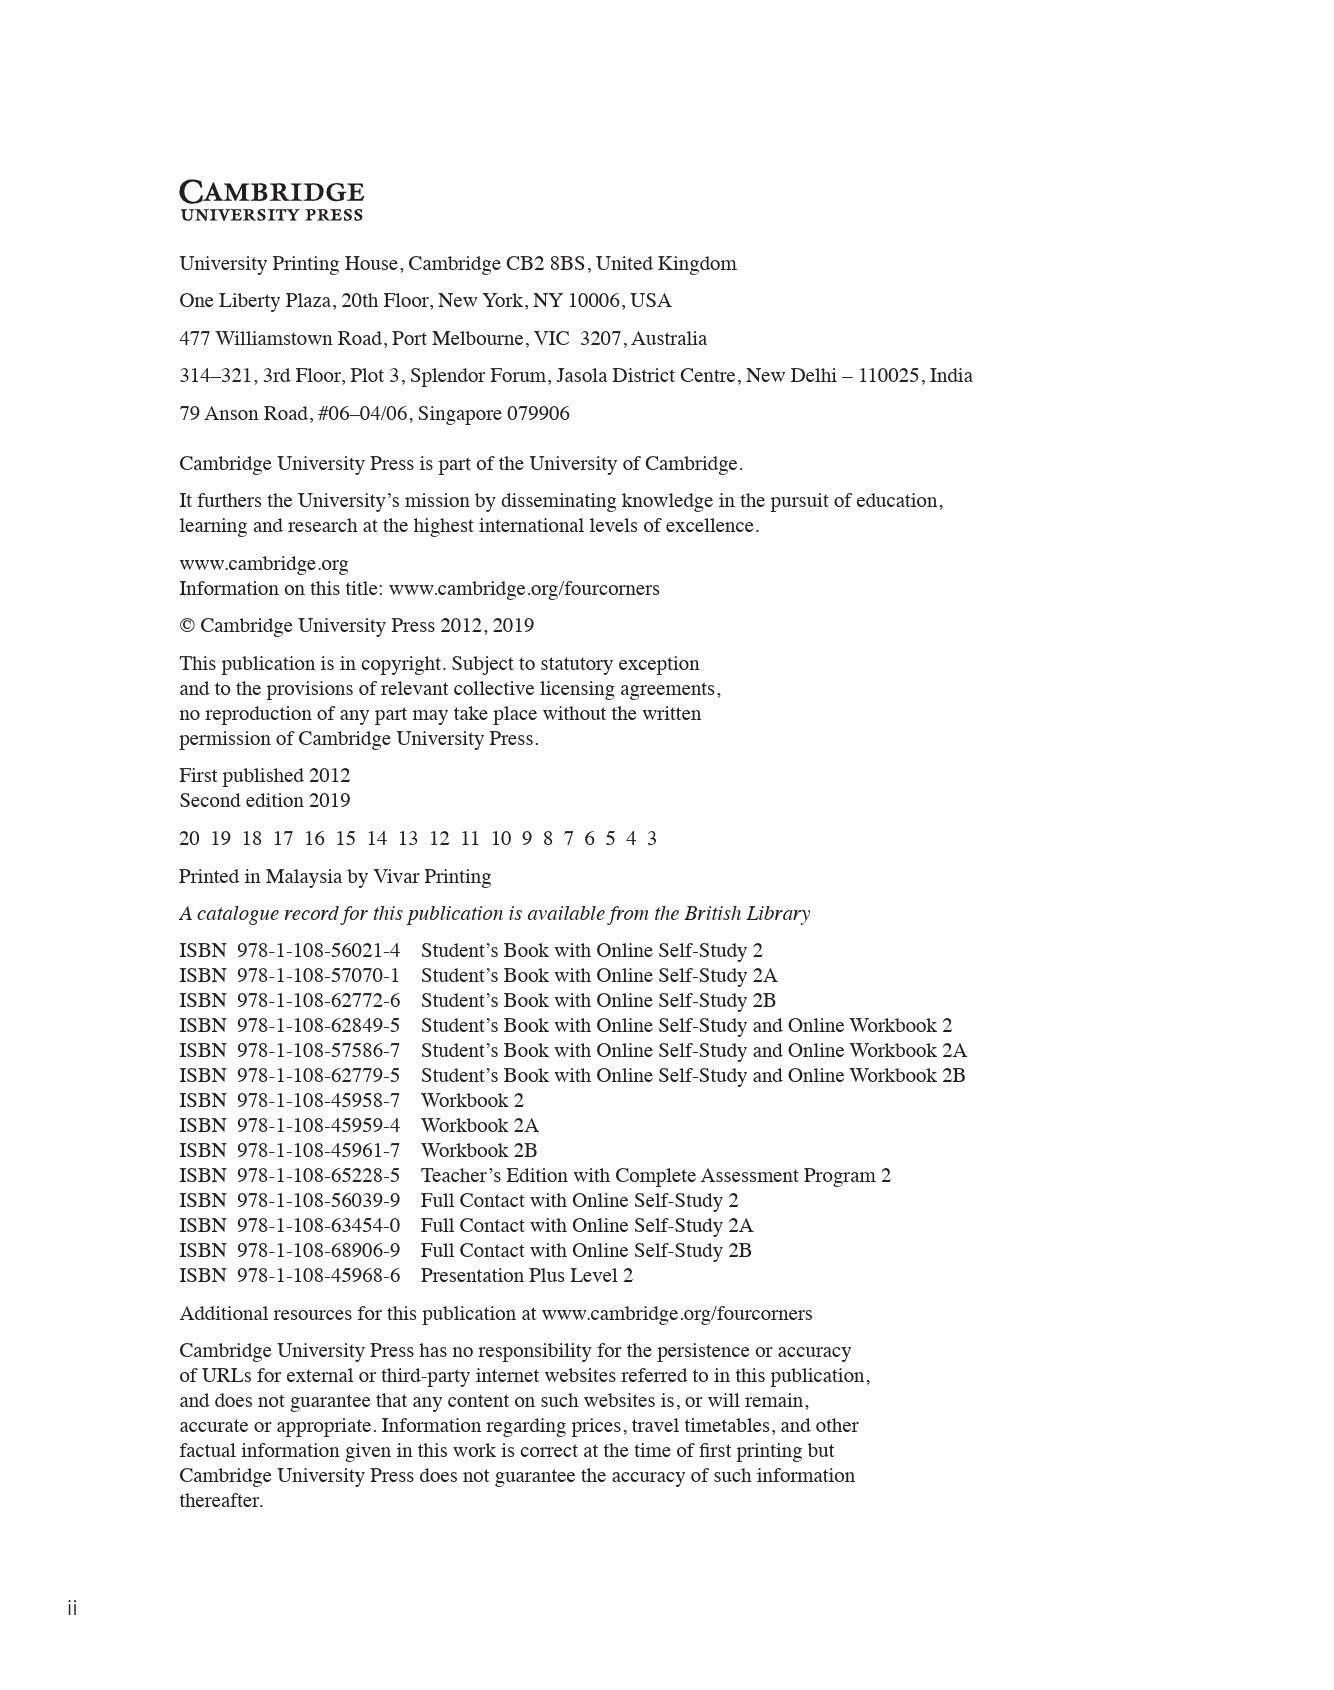 CAMBRIDGE
UNIVERSITY PRESS
University Printing House, Cambridge CB2 8BS, United Kingdom
One Liberty Plaza, 20th Floor, New York, NY 10006, USA
477 Williamstown Road, Port Melbourne, VIC 3207, Australia
314–321, 3rd Floor, Plot 3, Splendor Forum, Jasola District Centre, New Delhi – 110025, India
79 Anson Road, #06–04/06, Singapore 079906
Cambridge University Press is part of the University of Cambridge.
It furthers the University’s mission by disseminating knowledge in the pursuit of education,
learning and research at the highest international levels of excellence.
www.cambridge.org
Information on this title: www.cambridge.org/fourcorners
© Cambridge University Press 2012, 2019
This publication is in copyright. Subject to statutory exception
and to the provisions of relevant collective licensing agreements,
no reproduction of any part may take place without the written
permission of Cambridge University Press.
First published 2012
Second edition 2019
20 19 18 17 16 15 14 13 12 11 10 9 8 7 6 5 4 3
Printed in Malaysia by Vivar Printing
A catalogue record for this publication is available from the British Library
ISBN 978-1-108-56021-4 Student’s Book with Online Self-Study 2
ISBN 978-1-108-57070-1 Student’s Book with Online Self-Study 2A
ISBN 978-1-108-62772-6 Student’s Book with Online Self-Study 2B
ISBN 978-1-108-62849-5 Student’s Book with Online Self-Study and Online Workbook 2
ISBN 978-1-108-57586-7 Student’s Book with Online Self-Study and Online Workbook 2A
ISBN 978-1-108-62779-5 Student’s Book with Online Self-Study and Online Workbook 2B
ISBN 978-1-108-45958-7 Workbook 2
ISBN 978-1-108-45959-4 Workbook 2A
ISBN 978-1-108-45961-7 Workbook 2B
ISBN 978-1-108-65228-5 Teacher’s Edition with Complete Assessment Program 2
ISBN 978-1-108-56039-9 Full Contact with Online Self-Study 2
ISBN 978-1-108-63454-0 Full Contact with Online Self-Study 2A
ISBN 978-1-108-68906-9 Full Contact with Online Self-Study 2B
ISBN 978-1-108-45968-6 Presentation Plus Level 2
Additional resources for this publication at www.cambridge.org/fourcorners
Cambridge University Press has no responsibility for the persistence or accuracy
of URLs for external or third-party internet websites referred to in this publication,
and does not guarantee that any content on such websites is, or will remain,
accurate or appropriate. Information regarding prices, travel timetables, and other
factual information given in this work is correct at the time of first printing but
Cambridge University Press does not guarantee the accuracy of such information
thereafter.
ii